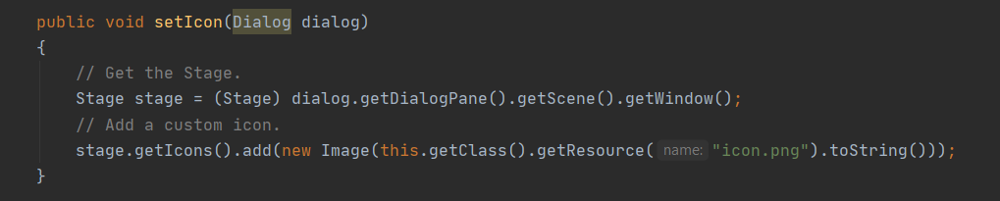 public void setIcon(Dialog dialog)
{
// Get the Stage.
Stage stage = (Stage) dialog.getDialogPane().getScene().getWindow();
// Add a custom icon.
stage.getIcons().add(new Image(this.getClass().getResource( name: "icon.png").toString()));
}